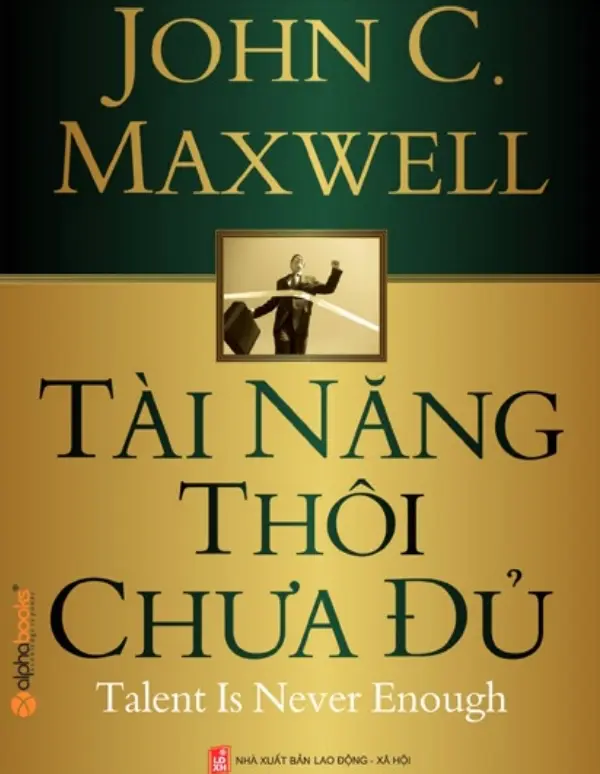 JOHN C.
MAXWELL
TÀI NĂNG
THÔI
CHƯA ĐỦ
Talent Is Never Enough
alphabooks®
LĐXH
NHÀ XUẤT BẢN LAO ĐỘNG - XÃ HỘI